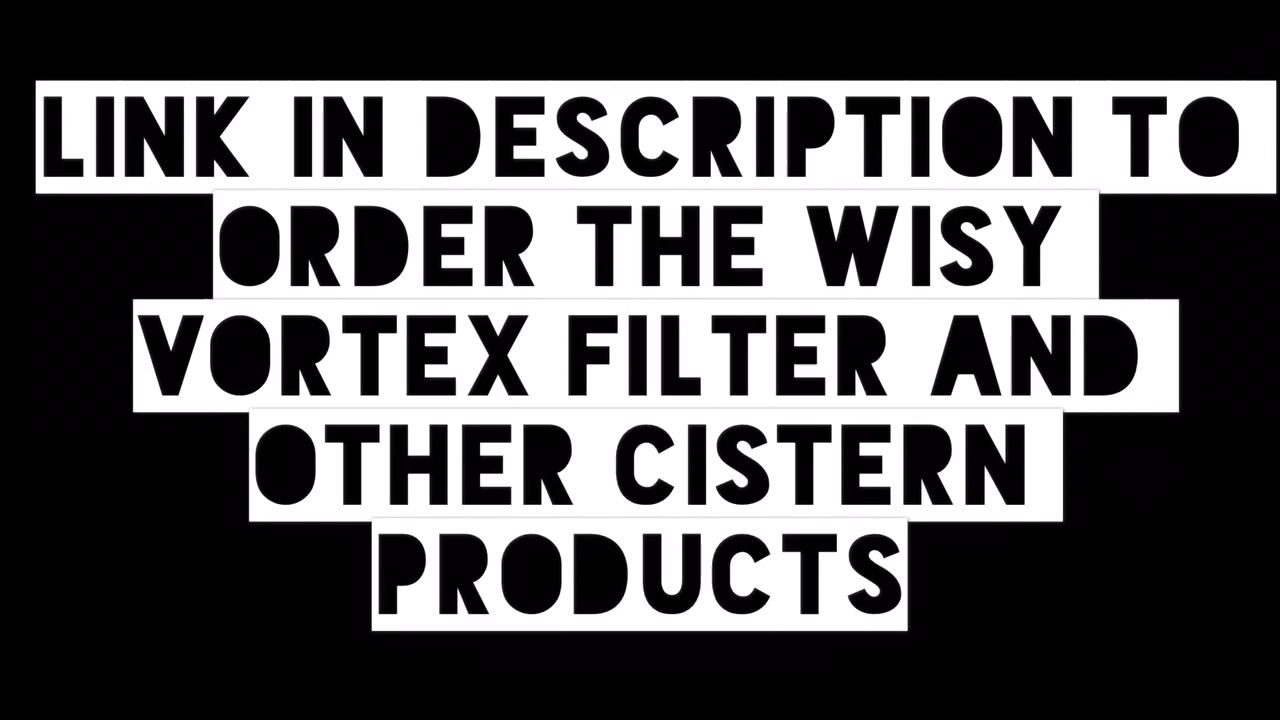 LINK IN DESCRIPTION TO
ORDER THE WISY
VORTEX FILTER AND
OTHER CISTERN
PRODUCTS